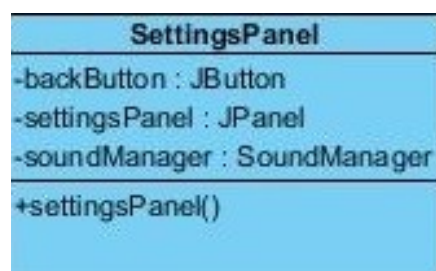 SettingsPanel
-backButton : JButton
-settingsPanel : JPanel
-soundManager : SoundManager
+settingsPanel()